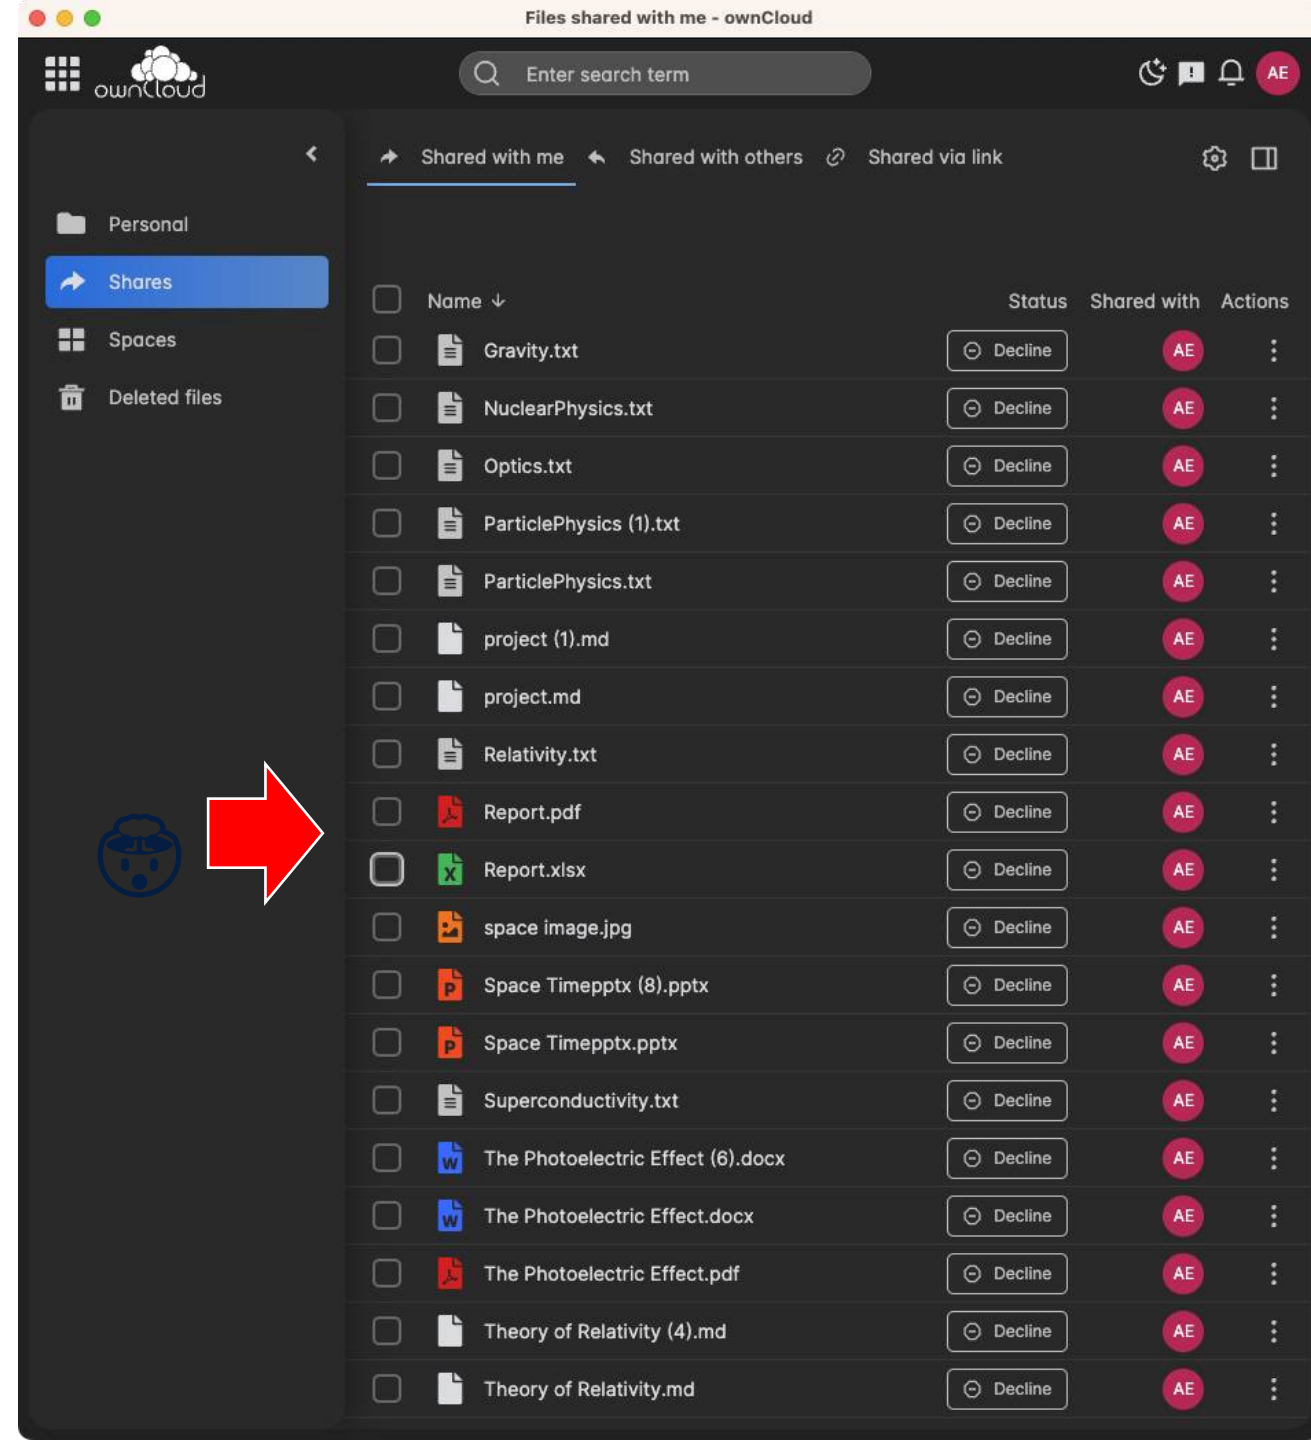 Files shared with me - ownCloud
ownCloud
Enter search term
AE
Shared with me
Shared with others
Shared via link
Personal
Shares
Spaces
Deleted files
Name Status Shared with Actions
Gravity.txt Decline AE
NuclearPhysics.txt Decline AE
Optics.txt Decline AE
ParticlePhysics (1).txt Decline AE
ParticlePhysics.txt Decline AE
project (1).md Decline AE
project.md Decline AE
Relativity.txt Decline AE
Report.pdf Decline AE
X Report.xlsx Decline AE
space image.jpg Decline AE
P Space Timepptx (8).pptx Decline AE
P Space Timepptx.pptx Decline AE
Superconductivity.txt Decline AE
W The Photoelectric Effect (6).docx Decline AE
W The Photoelectric Effect.docx Decline AE
The Photoelectric Effect.pdf Decline AE
Theory of Relativity (4).md Decline AE
Theory of Relativity.md Decline AE